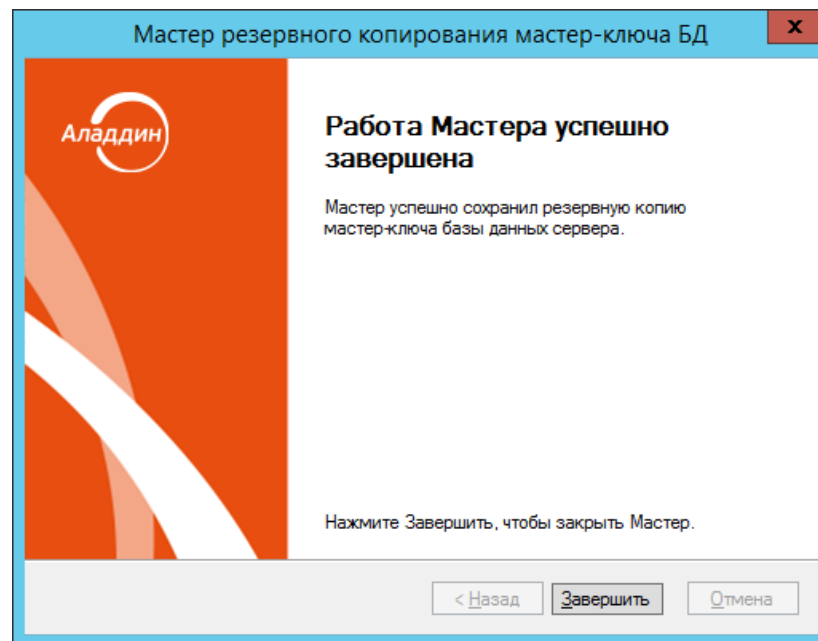 Мастер резервного копирования мастер-ключа БД
x
Аладдин
Работа Мастера успешно
завершена
Мастер успешно сохранил резервную копию
мастер-ключа базы данных сервера.
Нажмите Завершить, чтобы закрыть Мастер.
< Назад Завершить Отмена